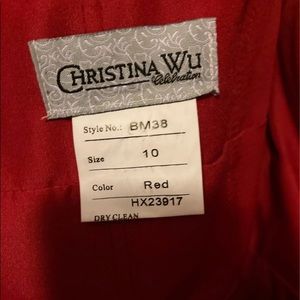 CHRISTINA WU
Celebration
Style No.: BM38
Size 10
Color Red
HX23917
DRY CLEAN